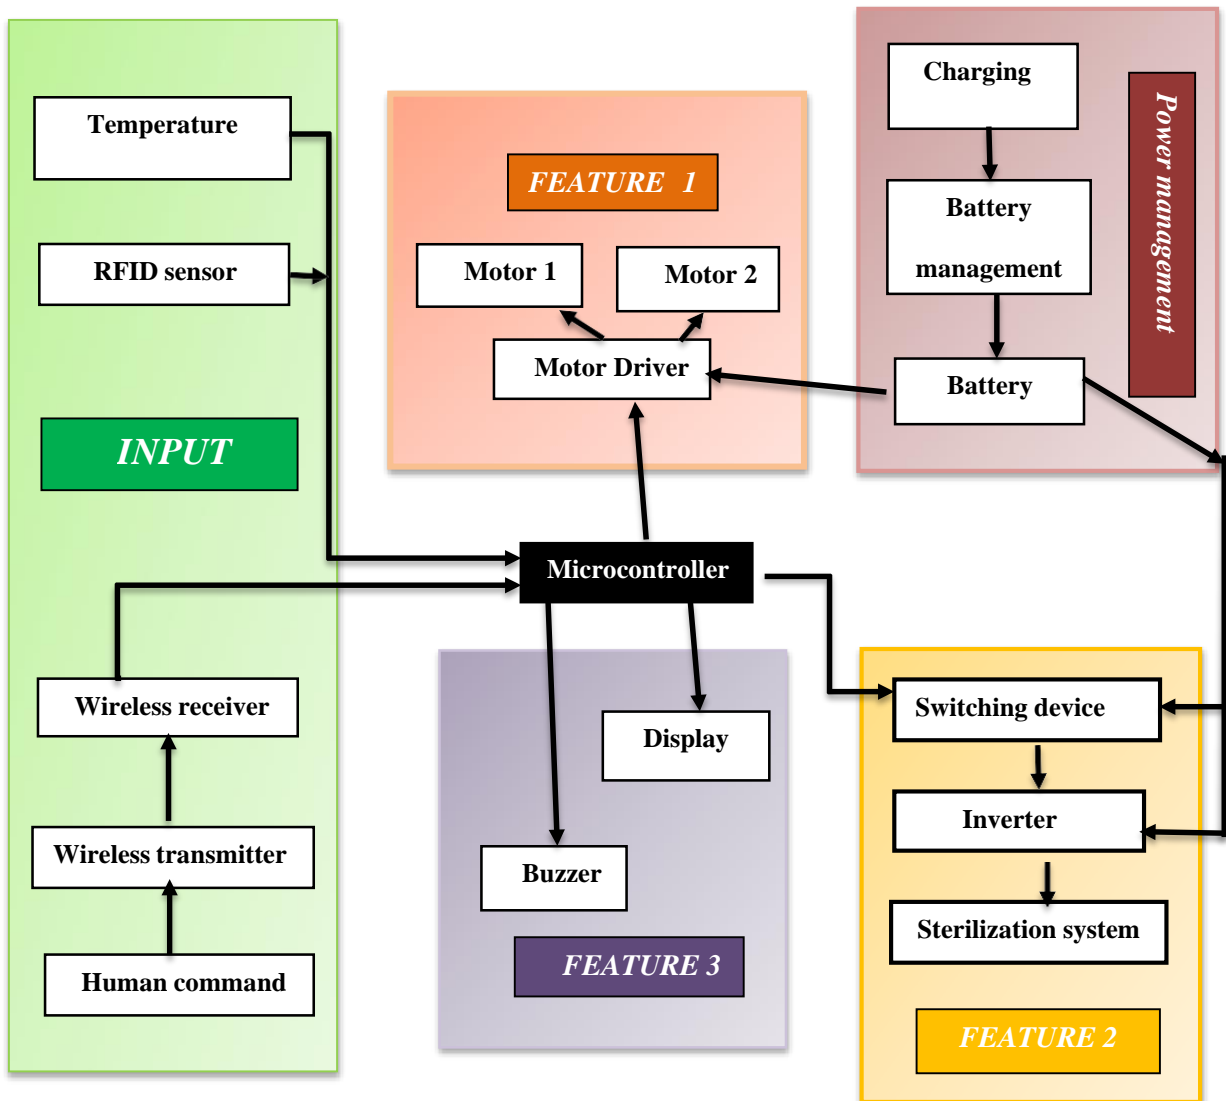 Temperature
RFID sensor
INPUT
Wireless receiver
Wireless transmitter
Human command
FEATURE 1
Motor 1
Motor 2
Motor Driver
Microcontroller
Display
Buzzer
FEATURE 3
Charging
Battery
management
Battery
Power management
Switching device
Inverter
Sterilization system
FEATURE 2